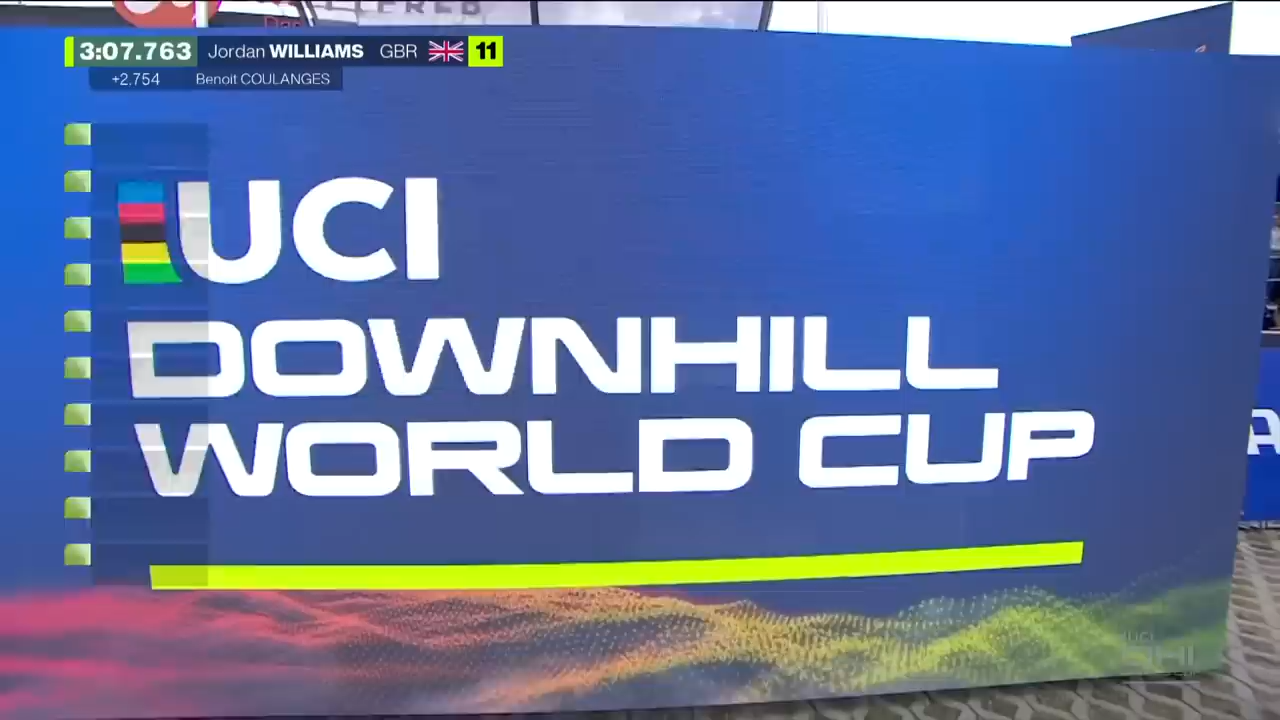 3:07.763 Jordan WILLIAMS GBR 11
+2.754 Benoit COULANGES
UCI
DOWNHILL
WORLD CUP
A